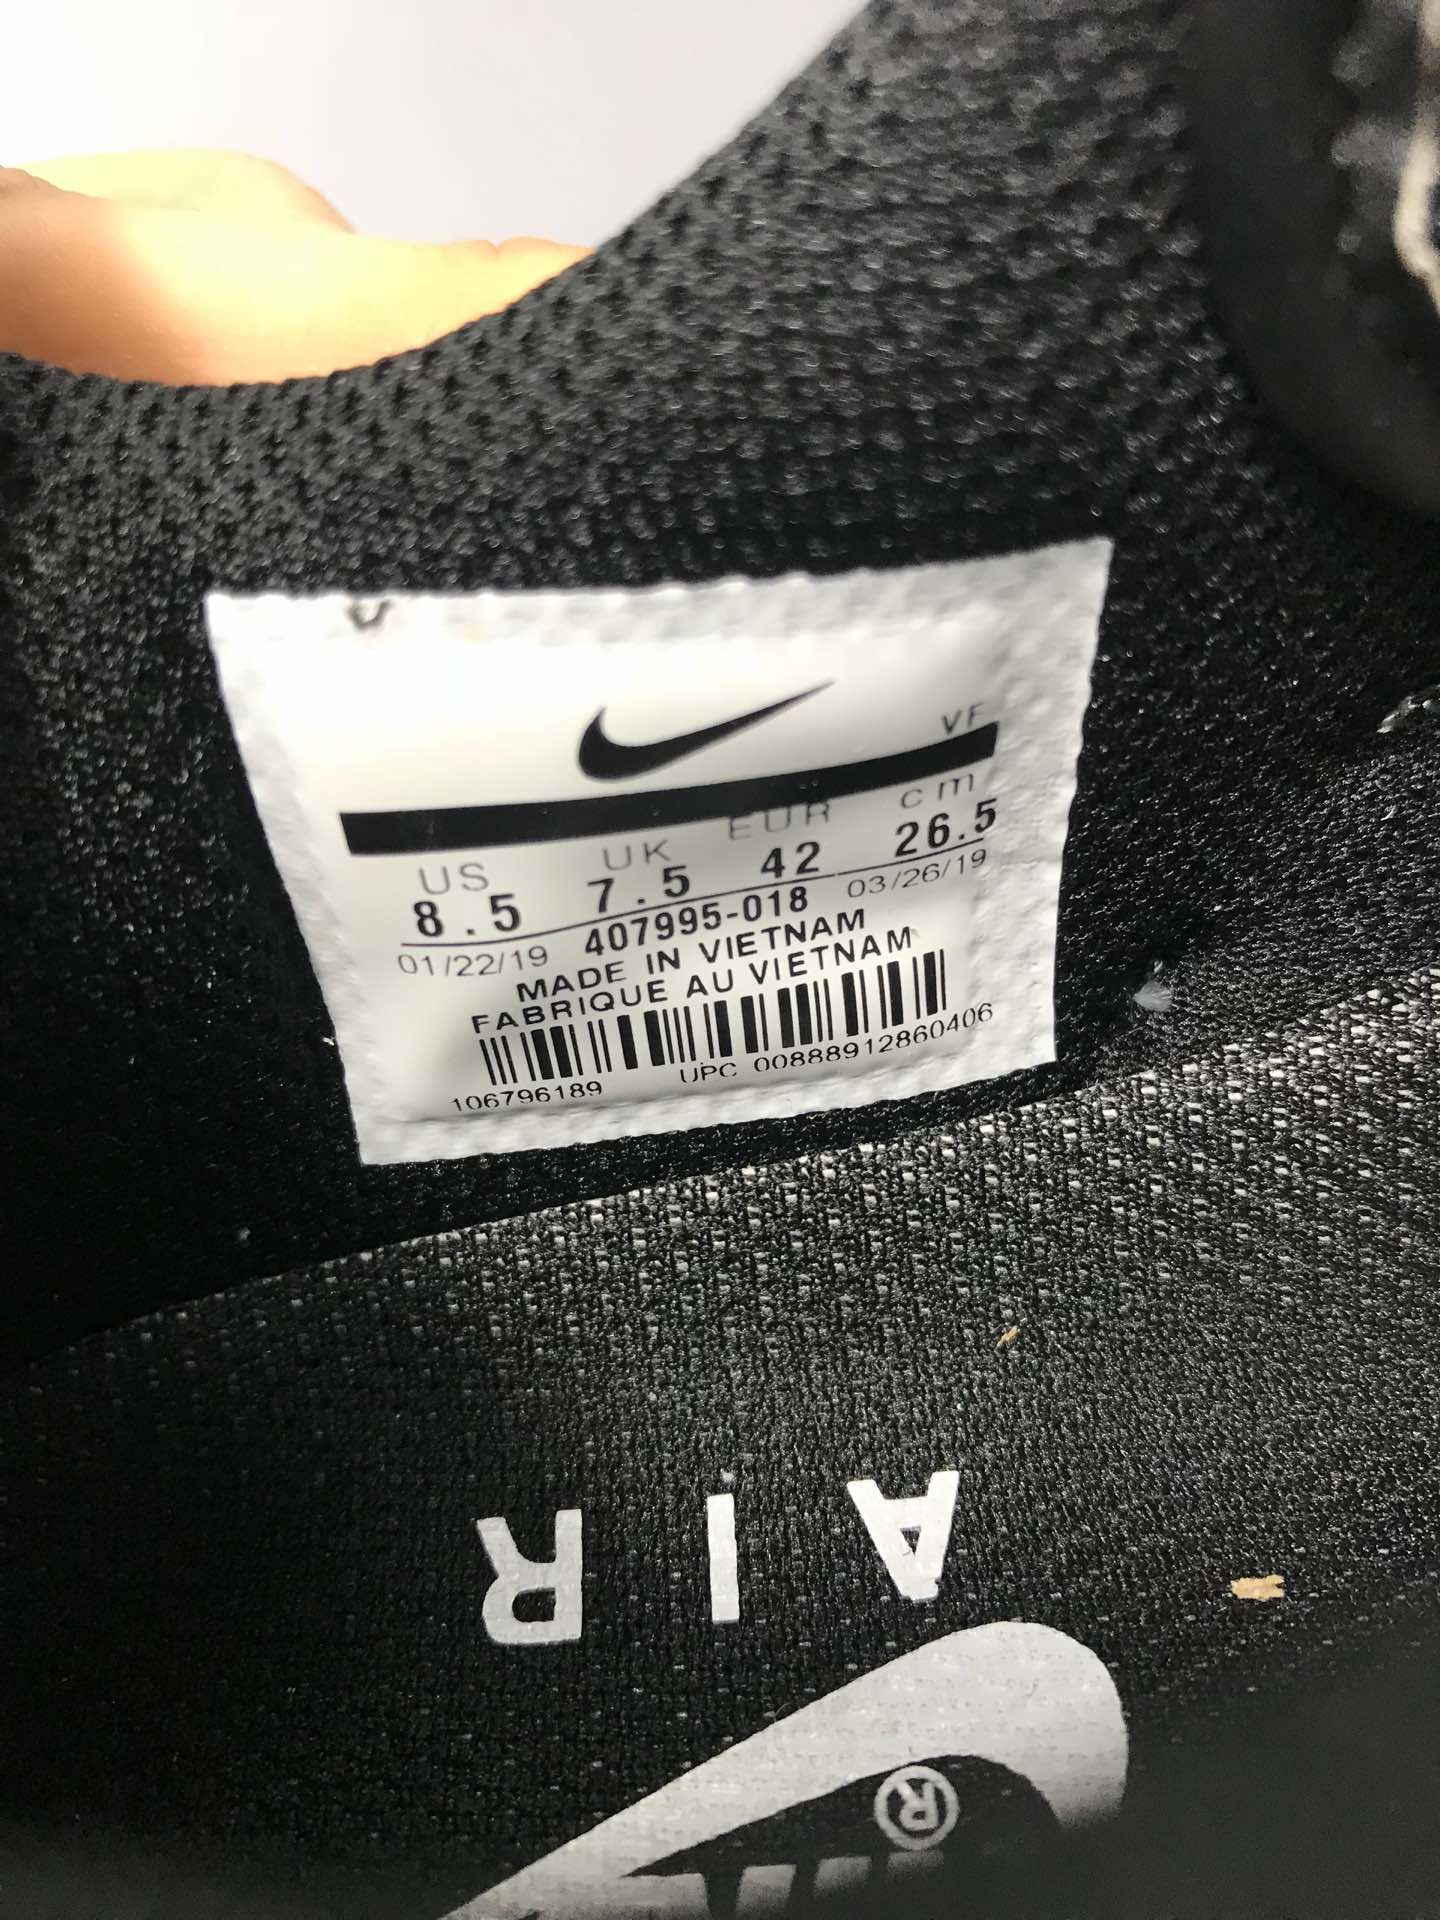 VF
US UK EUR cm
8.5 7.5 42 26.5
01/22/19 407995-018 03/26/19
MADE IN VIETNAM
FABRIQUE AU VIETNAM
106796189 UPC 00888912860406
AIR
®